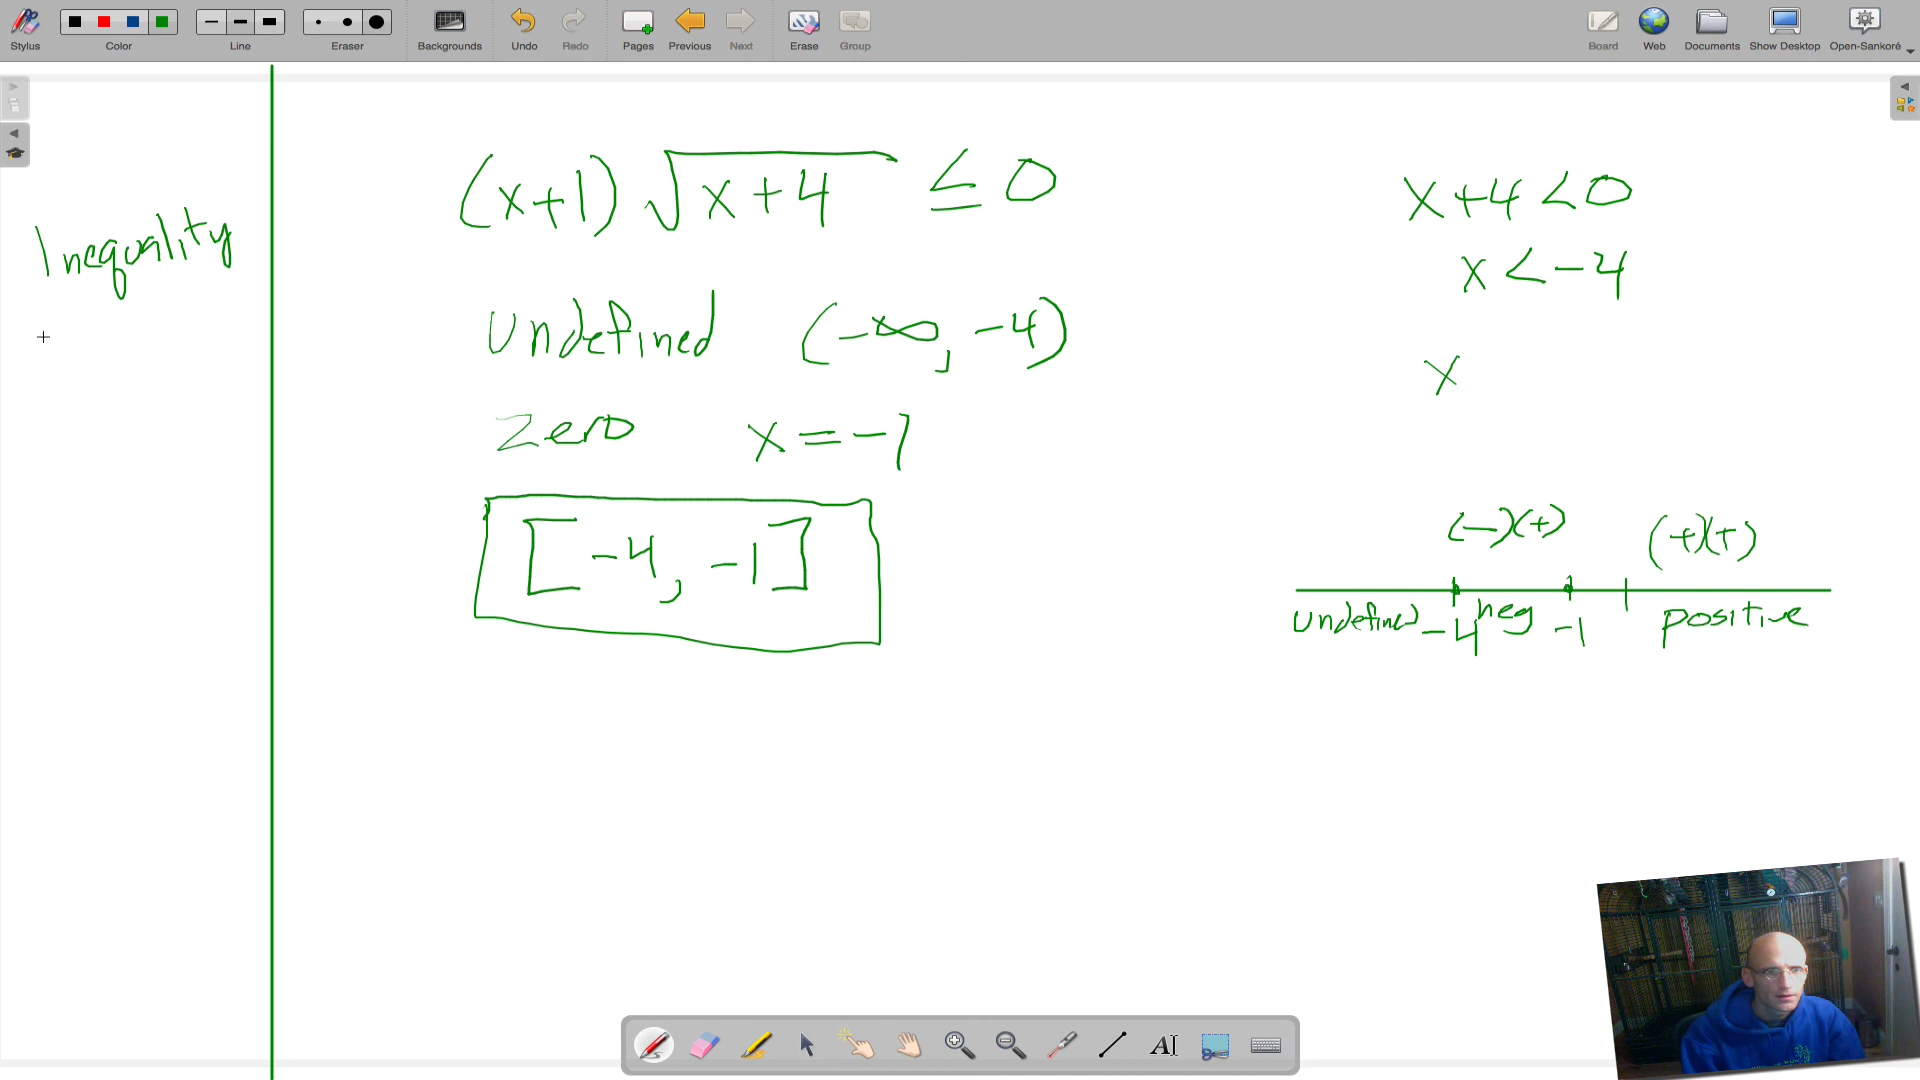 Stylus Color Line Eraser Backgrounds Undo Redo Pages Previous Next Erase Group Board Web Documents Show Desktop Open-Sankoré
Inequality
(x+1)√(x+4) ≤ 0
Undefined (-∞, -4)
Zero x = -1
[-4, -1]
x+4<0
x < -4
x
(-)(+) (+)(+)
undefined -4 neg -1 positive